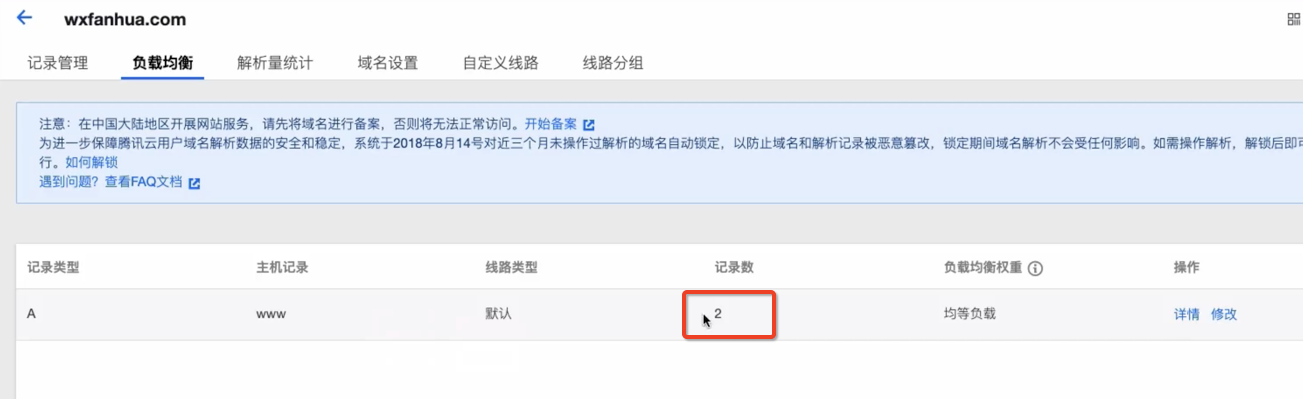 wxfanhua.com
记录管理 负载均衡 解析量统计 域名设置 自定义线路 线路分组
注意：在中国大陆地区开展网站服务，请先将域名进行备案，否则将无法正常访问。开始备案
为进一步保障腾讯云用户域名解析数据的安全和稳定，系统于2018年8月14号对近三个月未操作过解析的域名自动锁定，以防止域名和解析记录被恶意篡改，锁定期间域名解析不会受任何影响。如需操作解析，解锁后即可
行。如何解锁
遇到问题？查看FAQ文档
记录类型 主机记录 线路类型 记录数 负载均衡权重 操作
A www 默认 2 均等负载 详情 修改